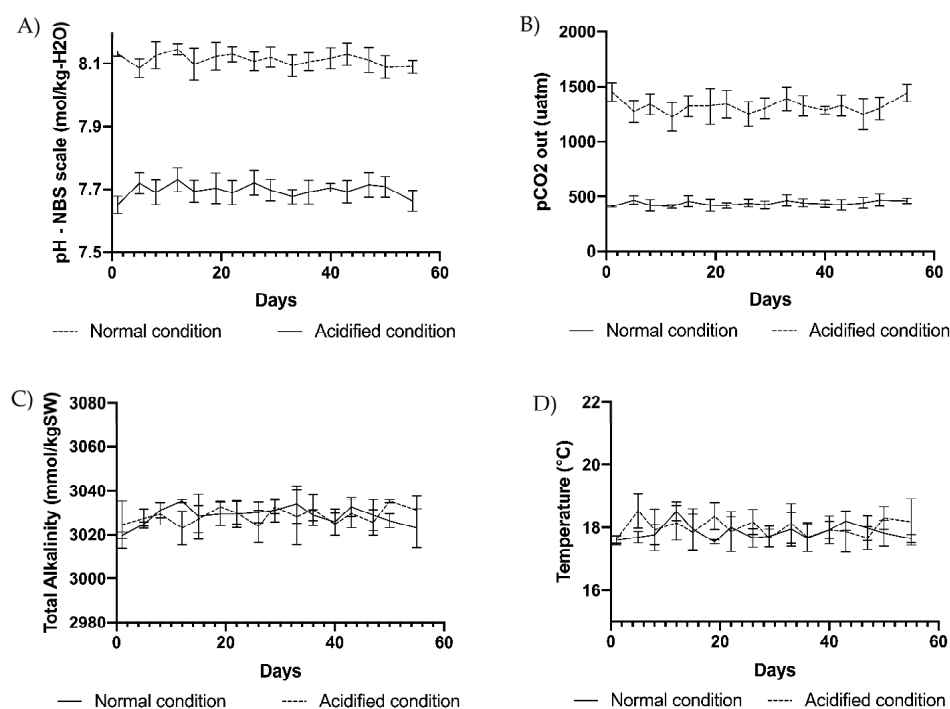 A)
pH - NBS scale (mol/kg-H2O)
8.1
7.9
7.7
7.5
0 20 40 60
Days
Normal condition Acidified condition
B)
pCO2 out (uatm)
2000
1500
1000
500
0
0 20 40 60
Days
Normal condition Acidified condition
C)
Total Alkalinity (mmol/kgSW)
3080
3060
3040
3020
3000
2980
0 20 40 60
Days
Normal condition Acidified condition
D)
Temperature (°C)
22
20
18
16
0 20 40 60
Days
Normal condition Acidified condition